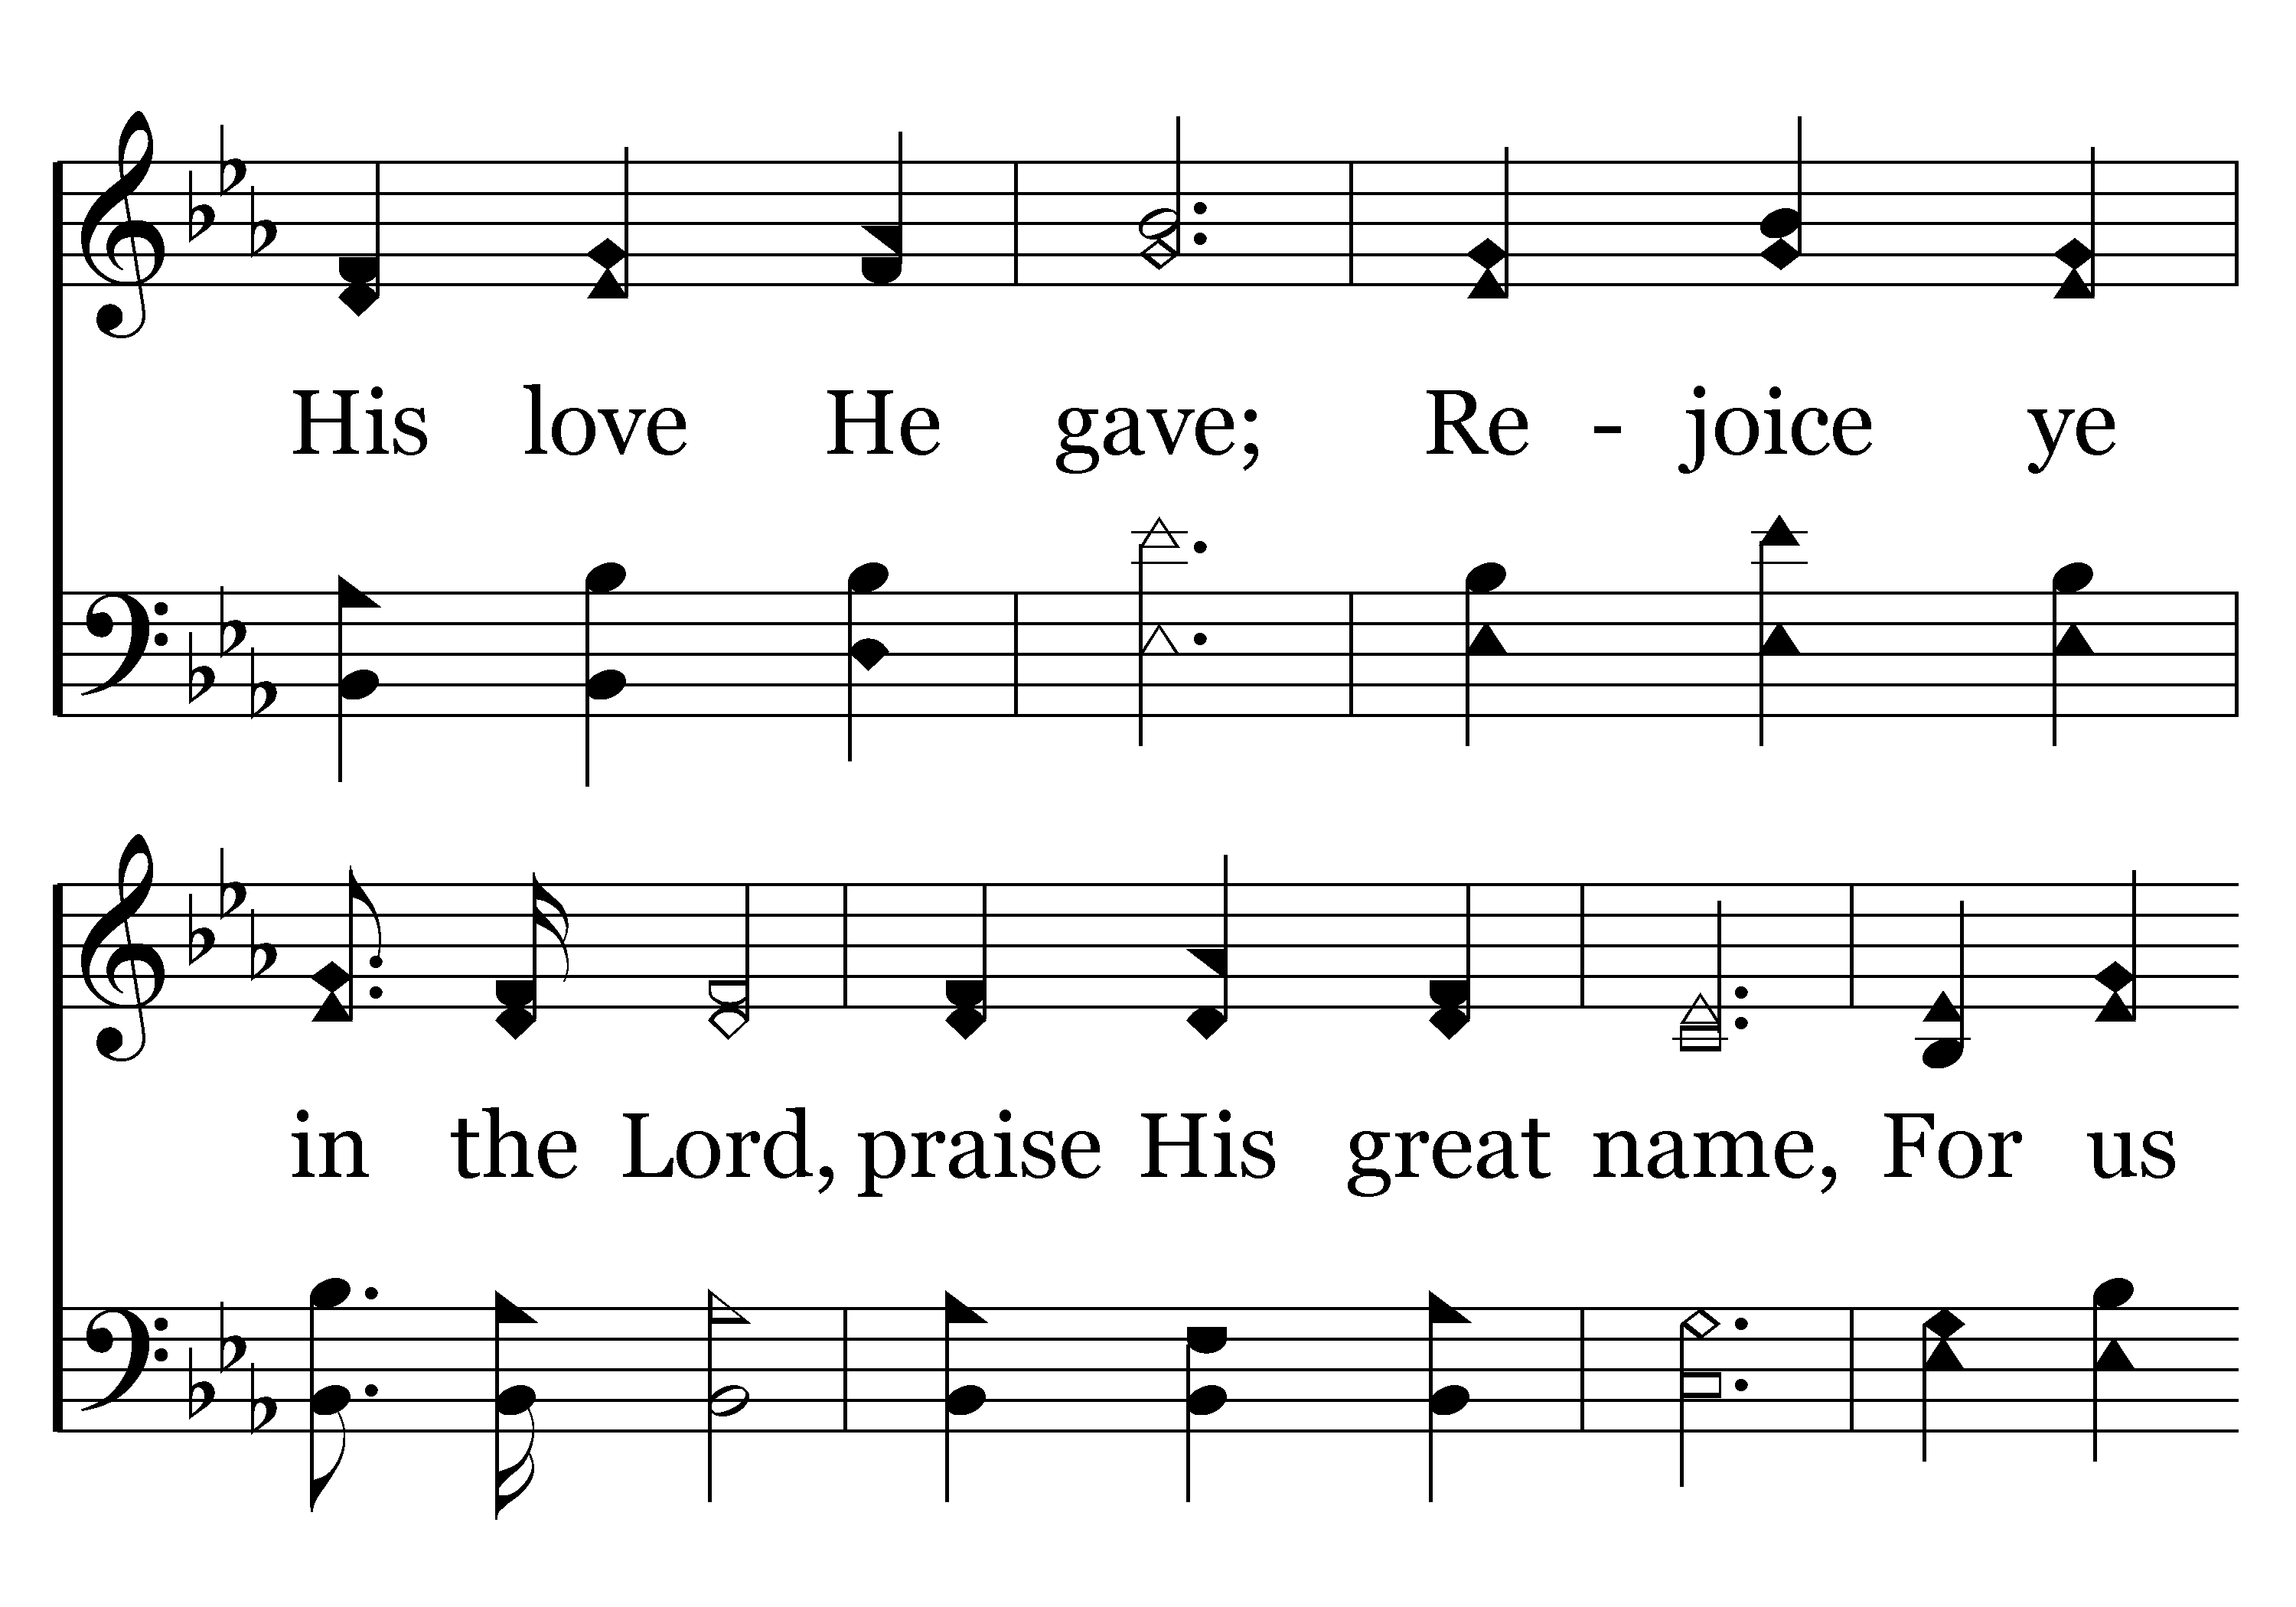 His love He gave; Re - joice ye
in the Lord, praise His great name, For us